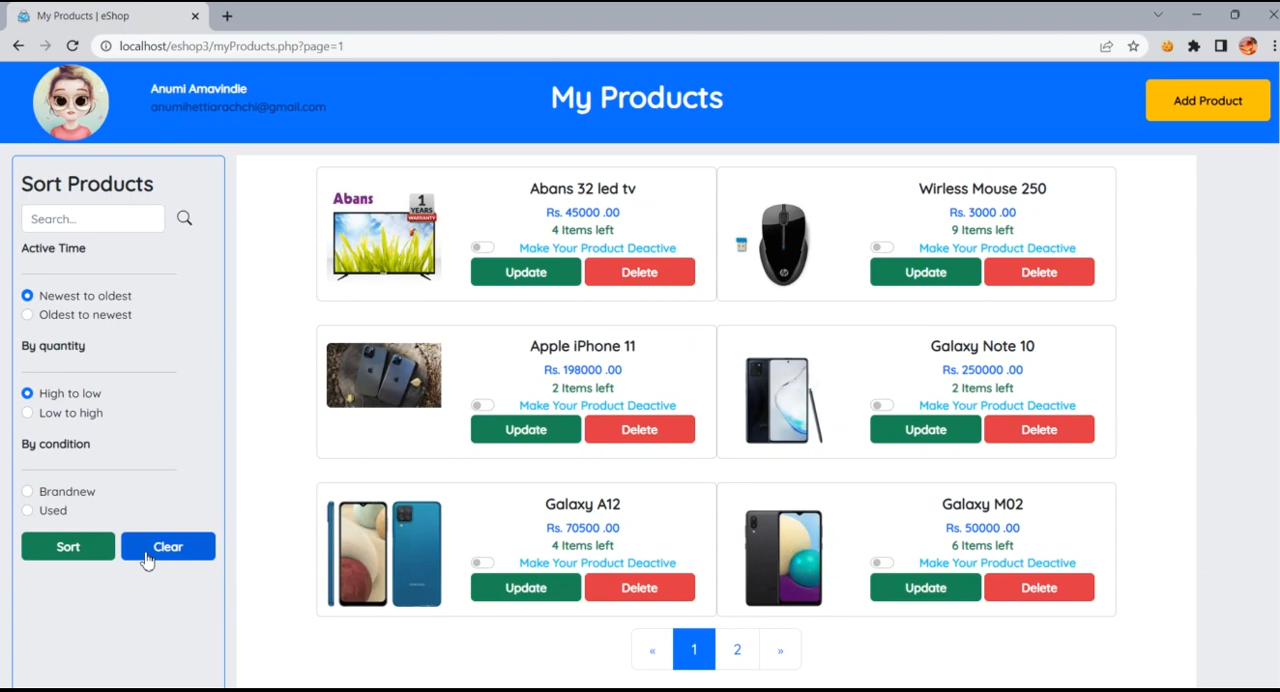 My Products | eShop
localhost/eshop3/myProducts.php?page=1
Anumi Amavindie
anumihettiarachchi@gmail.com
My Products
Add Product
Sort Products
Search...
Active Time
Newest to oldest
Oldest to newest
By quantity
High to low
Low to high
By condition
Brandnew
Used
Sort
Clear
Abans
1
YEARS
WARRANTY
Abans 32 led tv
Rs. 45000 .00
4 Items left
Make Your Product Deactive
Update
Delete
hp
Wirless Mouse 250
Rs. 3000 .00
9 Items left
Make Your Product Deactive
Update
Delete
Apple iPhone 11
Rs. 198000 .00
2 Items left
Make Your Product Deactive
Update
Delete
Galaxy Note 10
Rs. 250000 .00
2 Items left
Make Your Product Deactive
Update
Delete
Galaxy A12
Rs. 70500 .00
4 Items left
Make Your Product Deactive
Update
Delete
Galaxy M02
Rs. 50000 .00
6 Items left
Make Your Product Deactive
Update
Delete
« 1 2 »